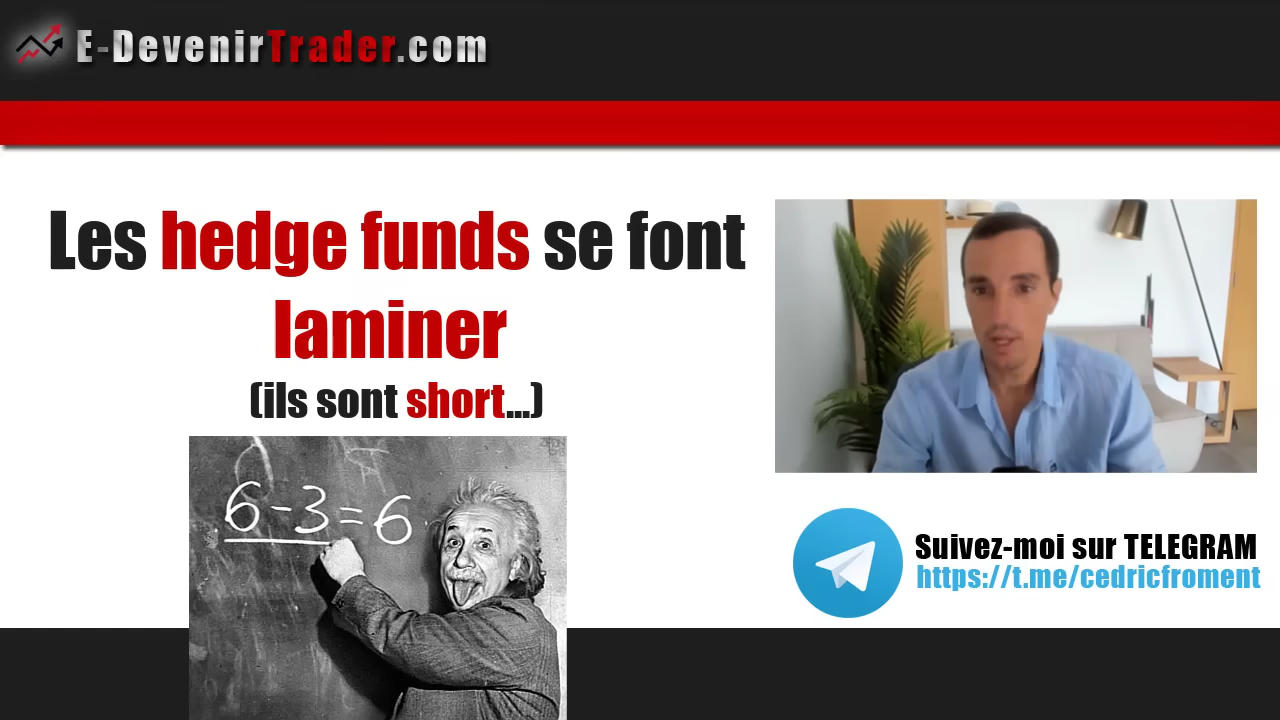 E-DevenirTrader.com
Les hedge funds se font
laminer
(ils sont short...)
6-3=6
Suivez-moi sur TELEGRAM
https://t.me/cedricfroment